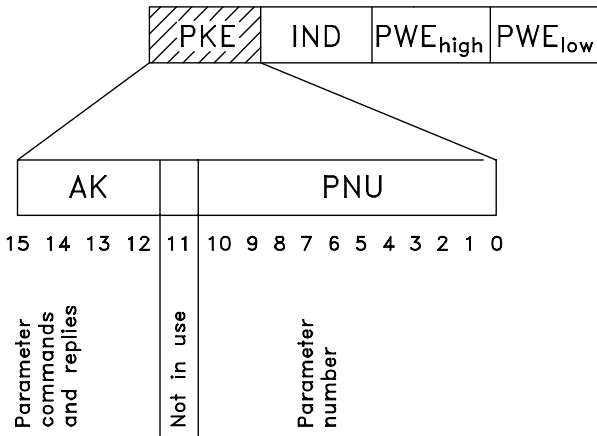 PKE IND PWEhigh PWElow
AK PNU
15 14 13 12 11 10 9 8 7 6 5 4 3 2 1 0
Parameter
commands
and replies
Not in use
Parameter
number